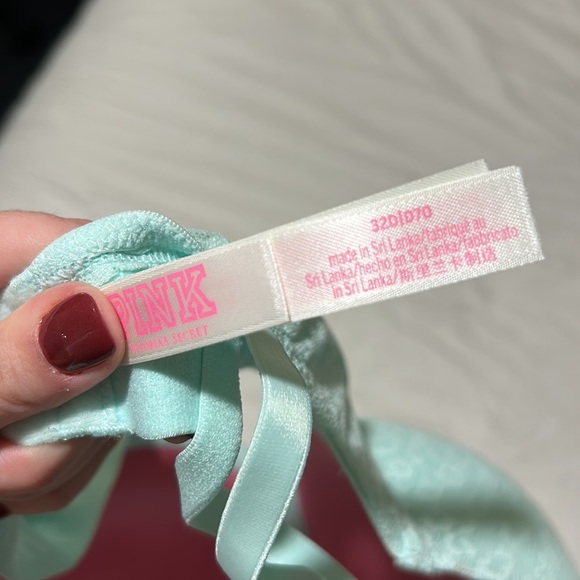 PINK
VICTORIA'S SECRET
32D|D70
made in Sri Lanka/fabriqué au
Sri Lanka/hecho en Sri Lanka/fabbricato
in Sri Lanka/斯里兰卡制造